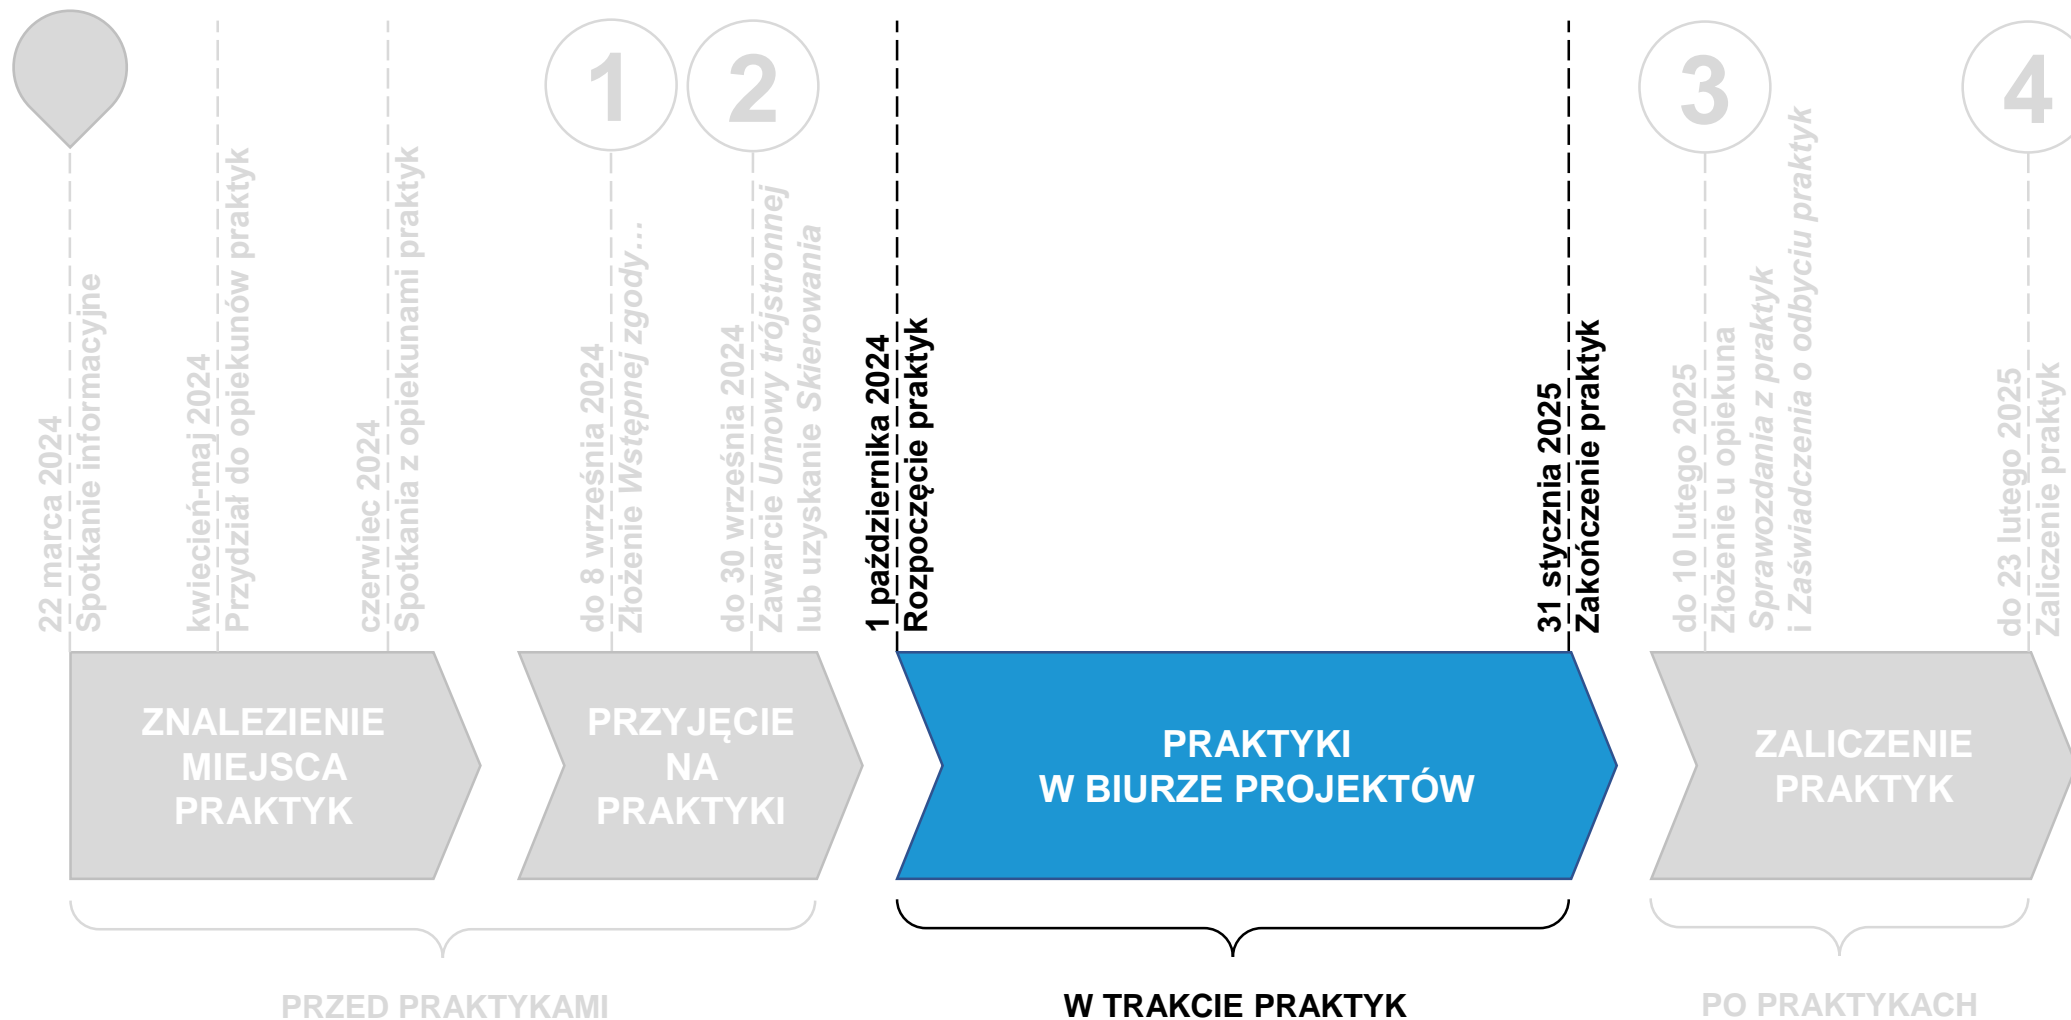 1
2
3
4
22 marca 2024
Spotkanie informacyjne
kwiecień-maj 2024
Przydział do opiekunów praktyk
czerwiec 2024
Spotkania z opiekunami praktyk
do 8 września 2024
Złożenie Wstępnej zgody...
do 30 września 2024
Zawarcie Umowy trójstronnej
lub uzyskanie Skierowania
1 października 2024
Rozpoczęcie praktyk
31 stycznia 2025
Zakończenie praktyk
do 10 lutego 2025
Złożenie u opiekuna
Sprawozdania z praktyk
i Zaświadczenia o odbyciu praktyk
do 23 lutego 2025
Zaliczenie praktyk
ZNALEZIENIE
MIEJSCA
PRAKTYK
PRZYJĘCIE
NA
PRAKTYKI
PRAKTYKI
W BIURZE PROJEKTÓW
ZALICZENIE
PRAKTYK
PRZED PRAKTYKAMI
W TRAKCIE PRAKTYK
PO PRAKTYKACH